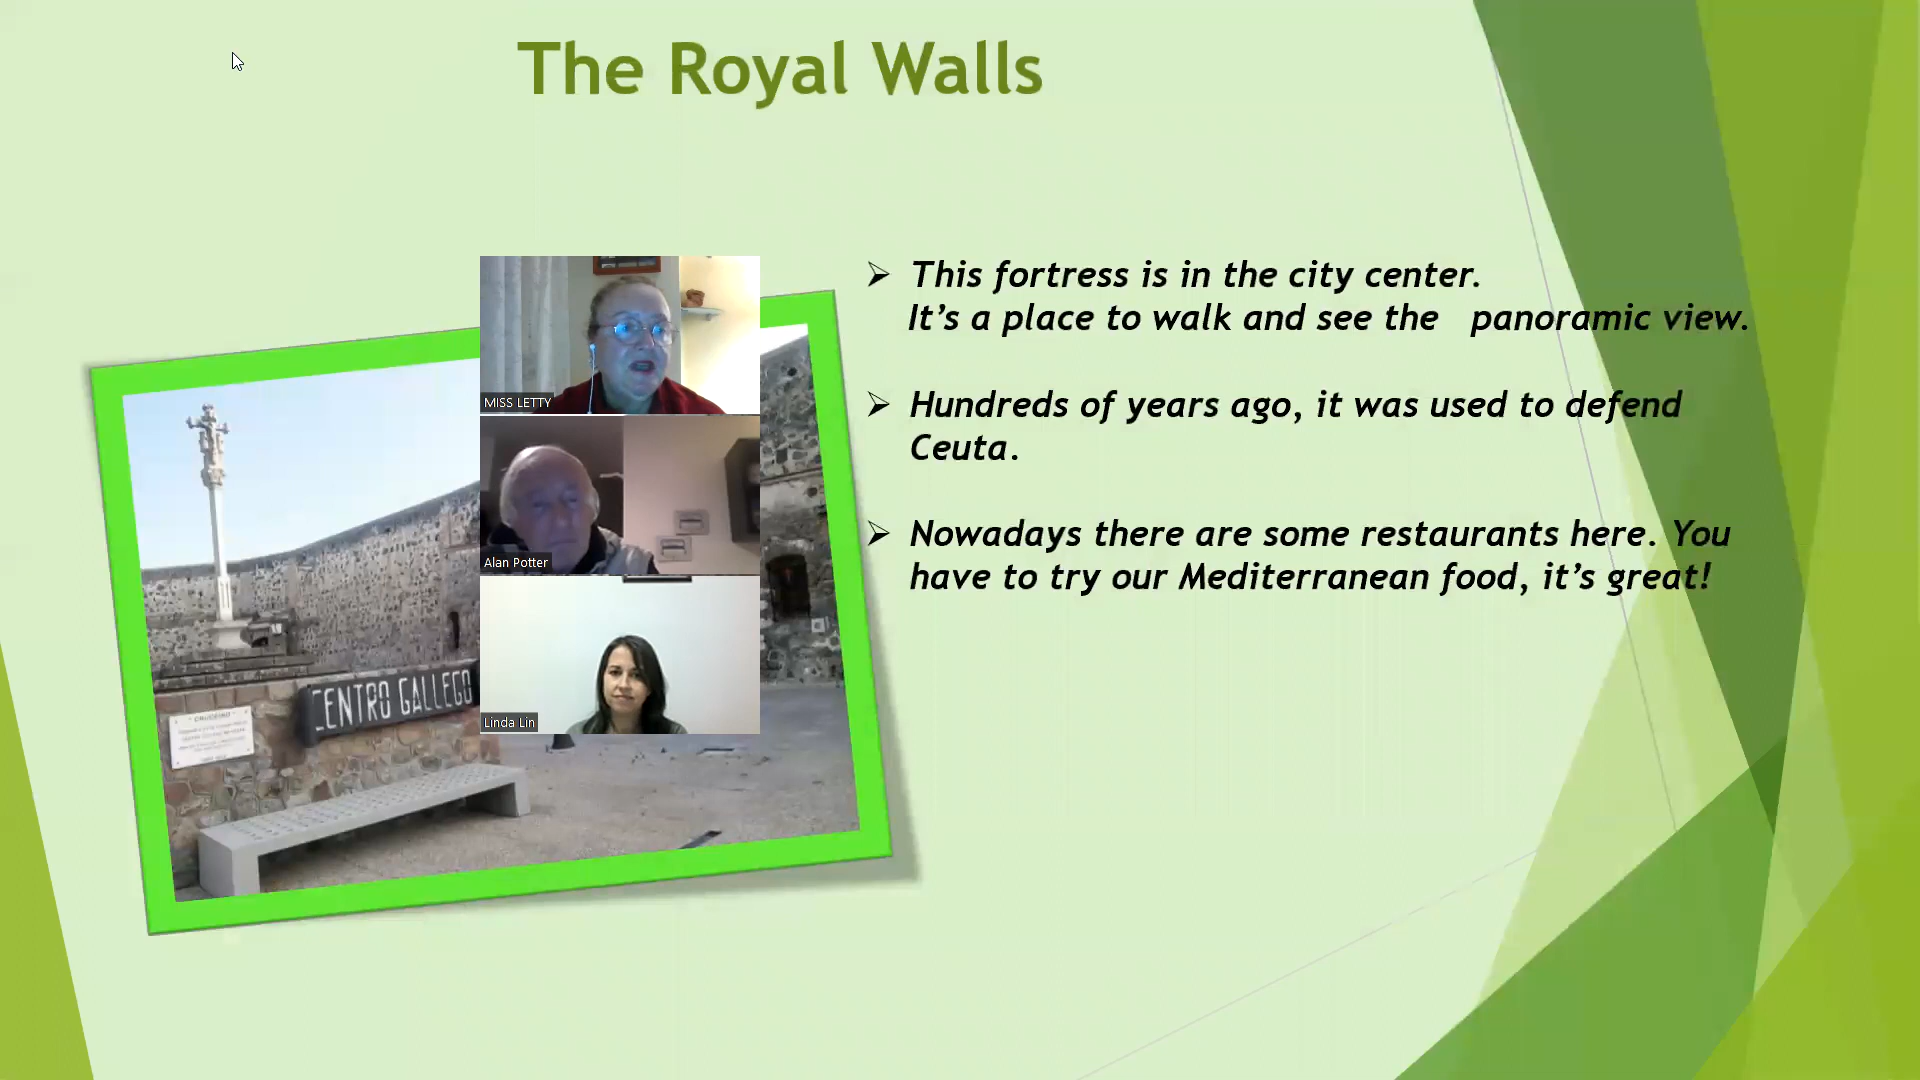 The Royal Walls
MISS LETTY
Alan Potter
Linda Lin
CENTRO GALLEGO
CRUCEIRO
➢ This fortress is in the city center.
It’s a place to walk and see the panoramic view.
➢ Hundreds of years ago, it was used to defend
Ceuta.
➢ Nowadays there are some restaurants here. You
have to try our Mediterranean food, it’s great!